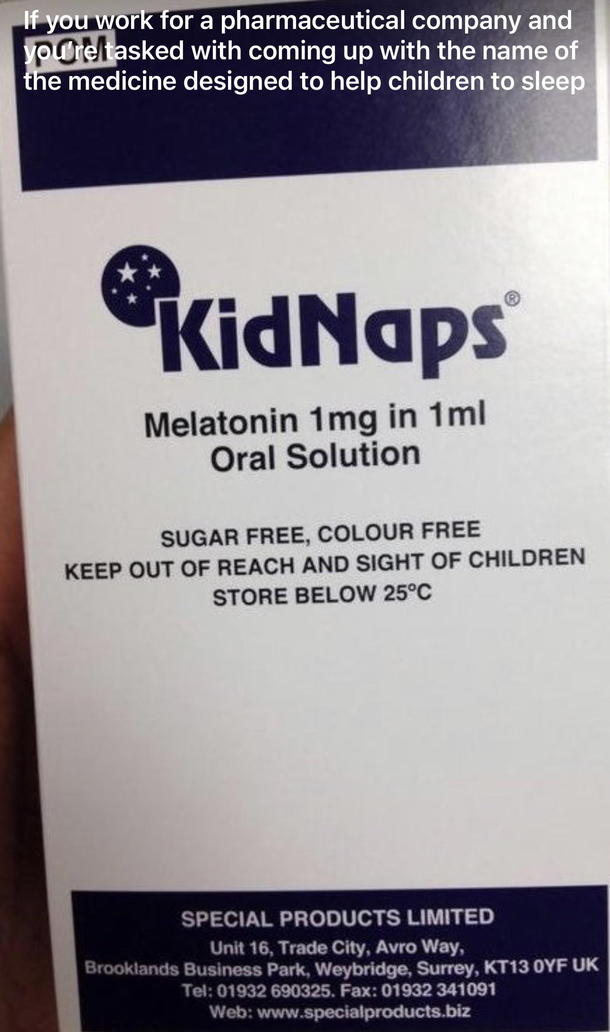 If you work for a pharmaceutical company and
you're tasked with coming up with the name of
the medicine designed to help children to sleep
POM
KidNaps®
Melatonin 1mg in 1ml
Oral Solution
SUGAR FREE, COLOUR FREE
KEEP OUT OF REACH AND SIGHT OF CHILDREN
STORE BELOW 25°C
SPECIAL PRODUCTS LIMITED
Unit 16, Trade City, Avro Way,
Brooklands Business Park, Weybridge, Surrey, KT13 0YF UK
Tel: 01932 690325. Fax: 01932 341091
Web: www.specialproducts.biz